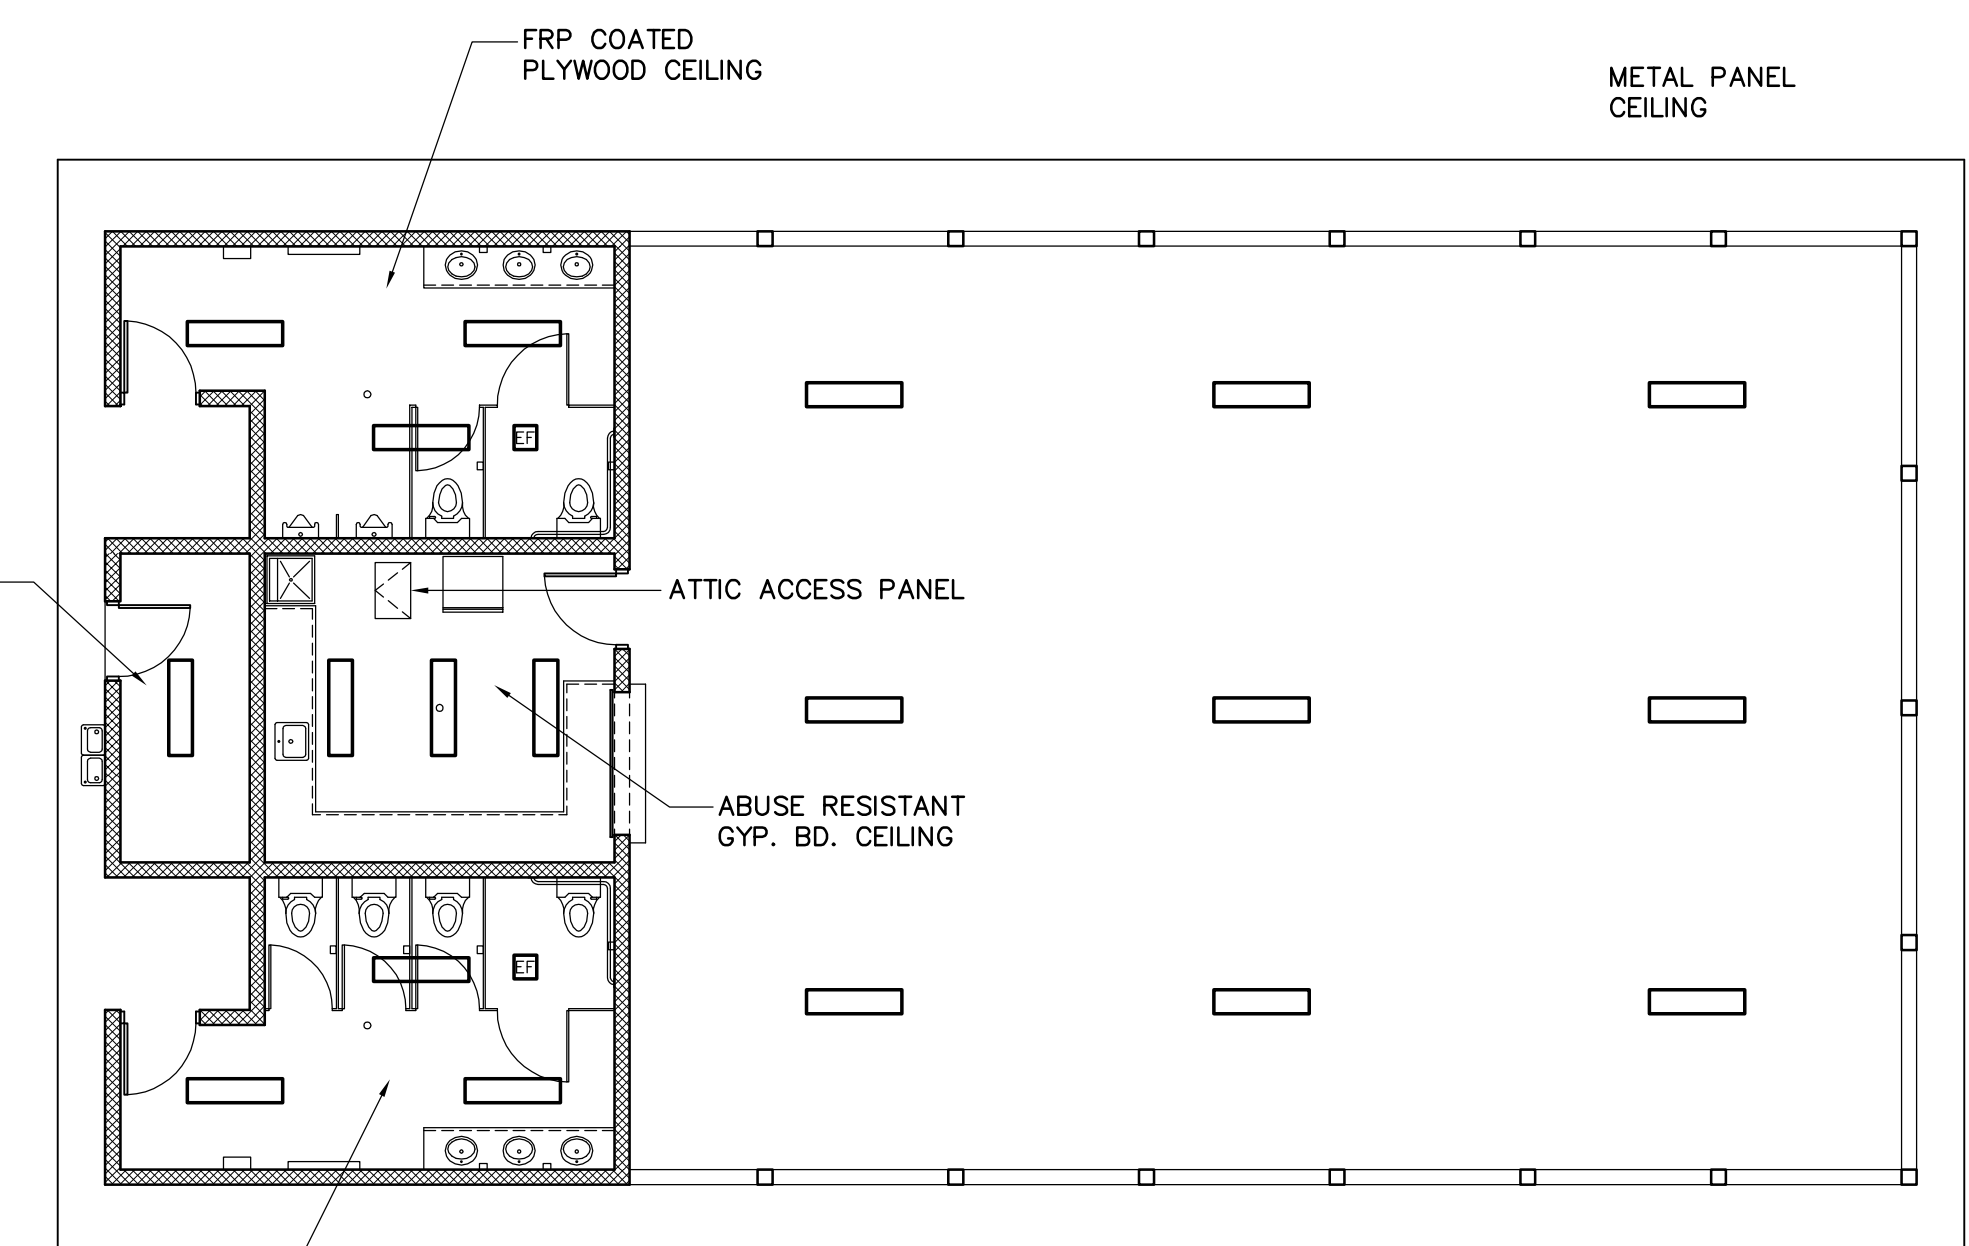 FRP COATED
PLYWOOD CEILING
METAL PANEL
CEILING
EF
ATTIC ACCESS PANEL
ABUSE RESISTANT
GYP. BD. CEILING
EF